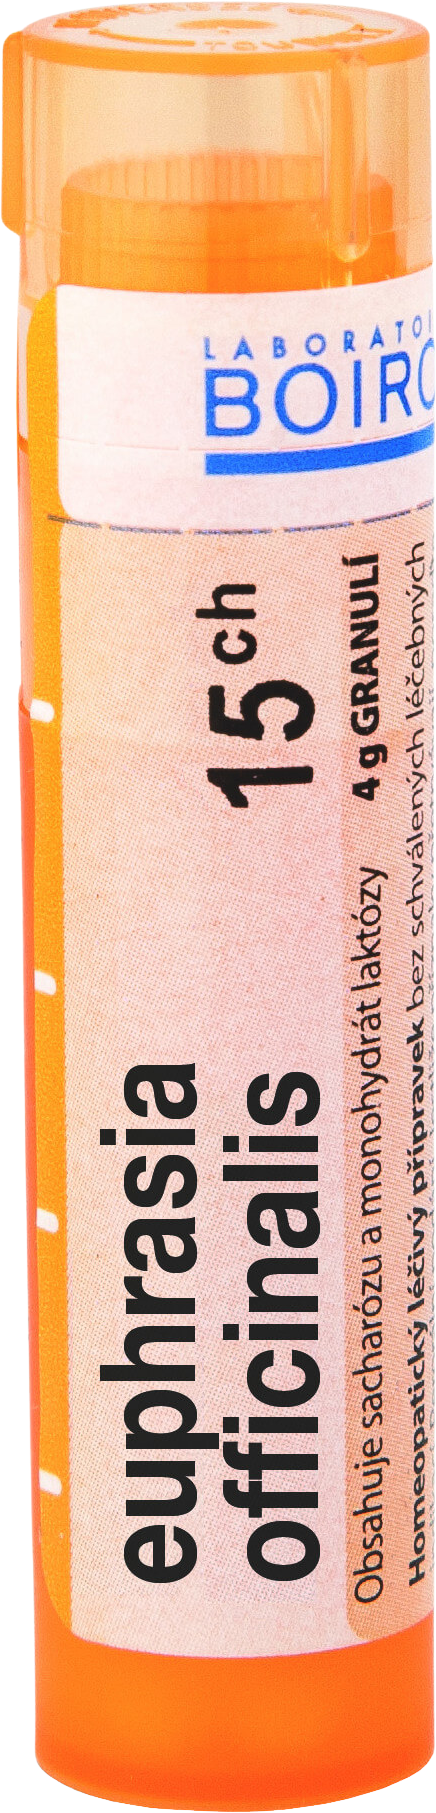 LABORATOI
BOIRO
euphrasia
officinalis 15 ch
4 g GRANULÍ
Obsahuje sacharózu a monohydrát laktózy
Homeopatický léčivý přípravek bez schválených léčebných